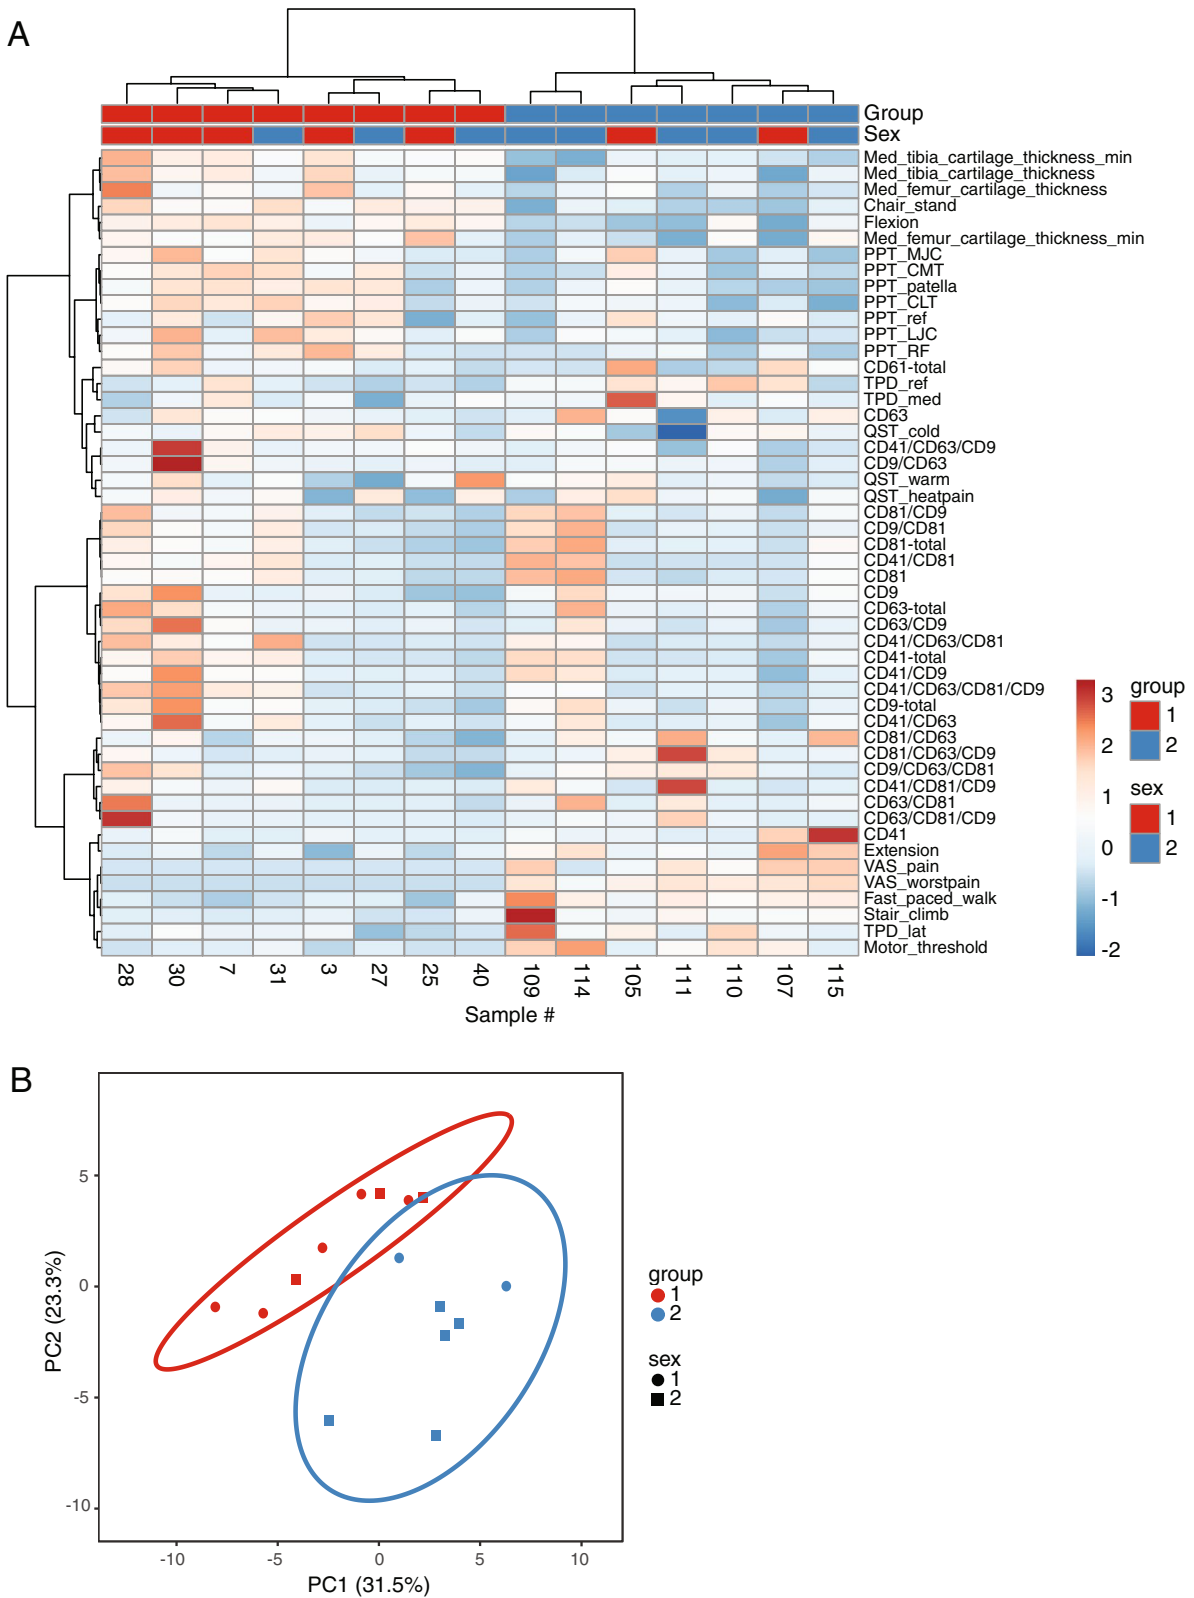 A
Group
Sex
Med_tibia_cartilage_thickness_min
Med_tibia_cartilage_thickness
Med_femur_cartilage_thickness
Chair_stand
Flexion
Med_femur_cartilage_thickness_min
PPT_MJC
PPT_CMT
PPT_patella
PPT_CLT
PPT_ref
PPT_LJC
PPT_RF
CD61-total
TPD_ref
TPD_med
CD63
QST_cold
CD41/CD63/CD9
CD9/CD63
QST_warm
QST_heatpain
CD81/CD9
CD9/CD81
CD81-total
CD41/CD81
CD81
CD9
CD63-total
CD63/CD9
CD41/CD63/CD81
CD41-total
CD41/CD9
CD41/CD63/CD81/CD9
CD9-total
CD41/CD63
CD81/CD63
CD81/CD63/CD9
CD9/CD63/CD81
CD41/CD81/CD9
CD63/CD81
CD63/CD81/CD9
CD41
Extension
VAS_pain
VAS_worstpain
Fast_paced_walk
Stair_climb
TPD_lat
Motor_threshold
28 30 7 31 3 27 25 40 109 114 105 111 110 107 115
Sample #
3
2
1
0
-1
-2
group
1
2
sex
1
2
B
5
0
-5
-10
PC2 (23.3%)
-10 -5 0 5 10
PC1 (31.5%)
group
1
2
sex
1
2